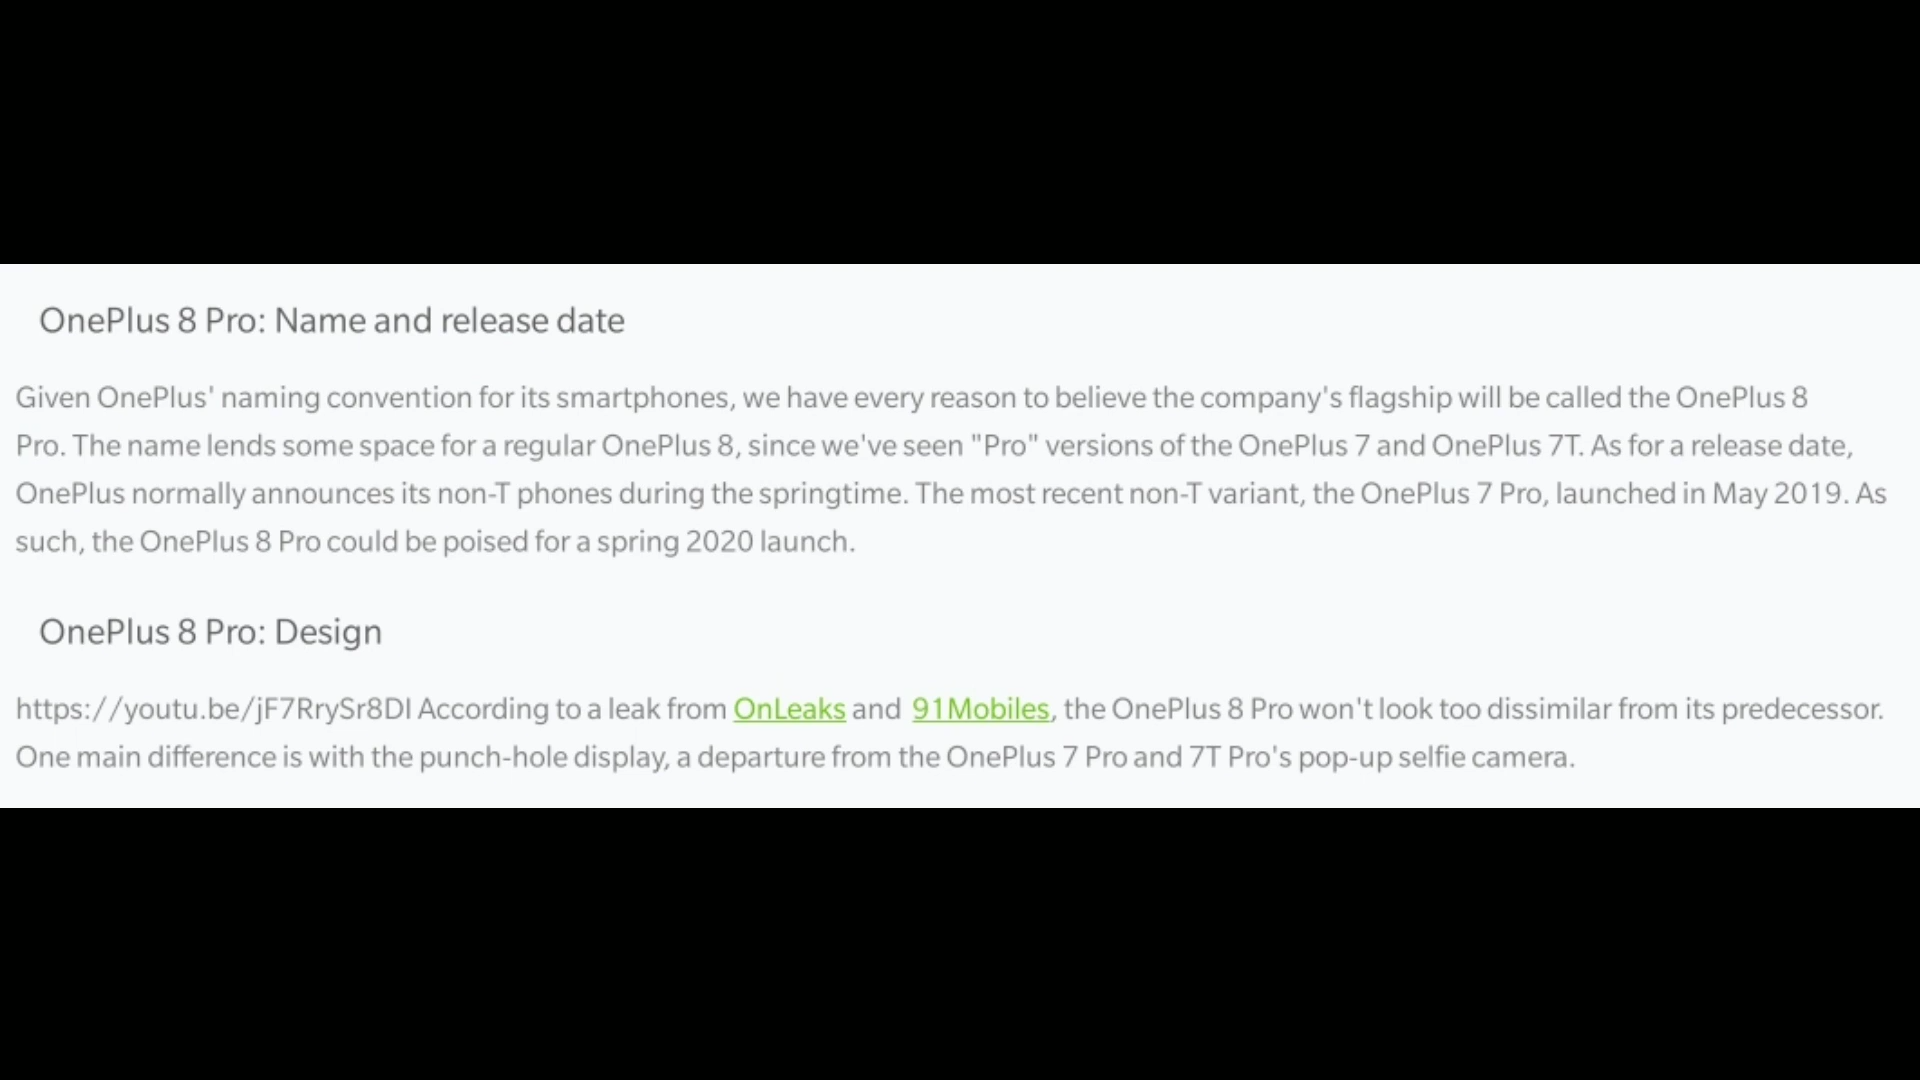 OnePlus 8 Pro: Name and release date
Given OnePlus' naming convention for its smartphones, we have every reason to believe the company's flagship will be called the OnePlus 8
Pro. The name lends some space for a regular OnePlus 8, since we've seen "Pro" versions of the OnePlus 7 and OnePlus 7T. As for a release date,
OnePlus normally announces its non-T phones during the springtime. The most recent non-T variant, the OnePlus 7 Pro, launched in May 2019. As
such, the OnePlus 8 Pro could be poised for a spring 2020 launch.
OnePlus 8 Pro: Design
https://youtu.be/jF7RrySr8DI According to a leak from OnLeaks and 91Mobiles, the OnePlus 8 Pro won't look too dissimilar from its predecessor.
One main difference is with the punch-hole display, a departure from the OnePlus 7 Pro and 7T Pro's pop-up selfie camera.